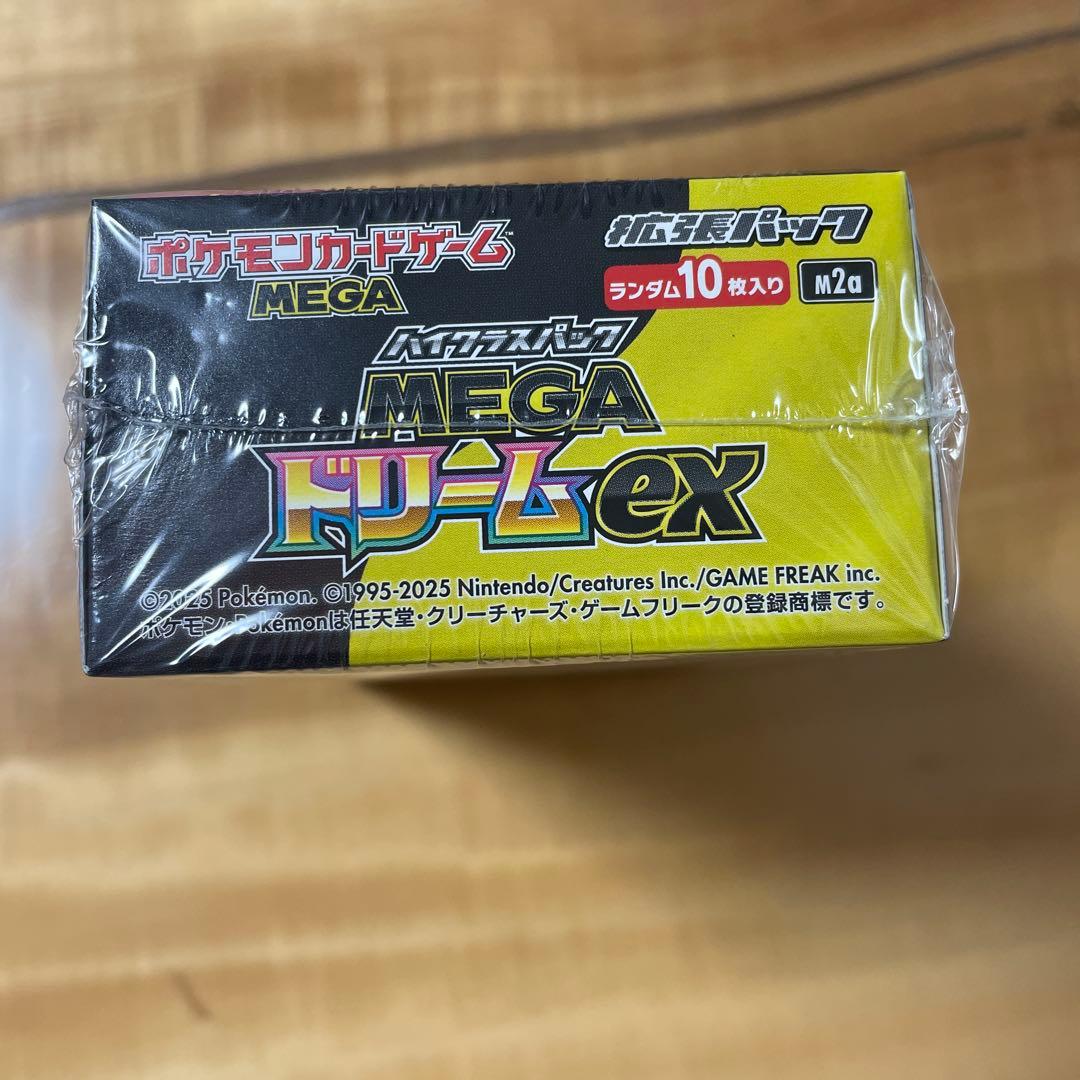 ポケモンカードゲーム™
MEGA
拡張パック
ランダム10枚入り M2a
ハイクラスパック
MEGA
ドリームex
©2025 Pokémon. ©1995-2025 Nintendo/Creatures Inc./GAME FREAK inc.
ポケモン・Pokémonは任天堂・クリーチャーズ・ゲームフリークの登録商標です。